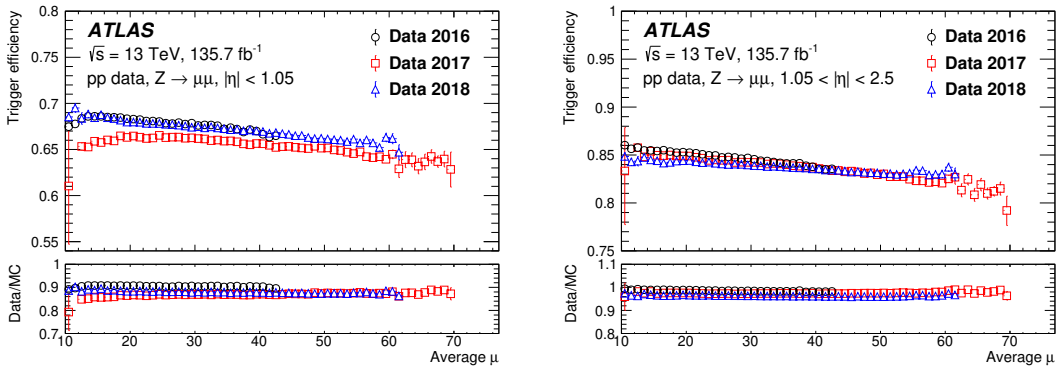 Trigger efficiency
0.8
0.75
0.7
0.65
0.6
0.55
ATLAS
√s = 13 TeV, 135.7 fb⁻¹
pp data, Z → μμ, |η| < 1.05
Data 2016
Data 2017
Data 2018
Data/MC
1
0.9
0.8
0.7
10 20 30 40 50 60 70
Average μ
Trigger efficiency
1
0.95
0.9
0.85
0.8
0.75
ATLAS
√s = 13 TeV, 135.7 fb⁻¹
pp data, Z → μμ, 1.05 < |η| < 2.5
Data 2016
Data 2017
Data 2018
Data/MC
1.1
1
0.9
0.8
10 20 30 40 50 60 70
Average μ